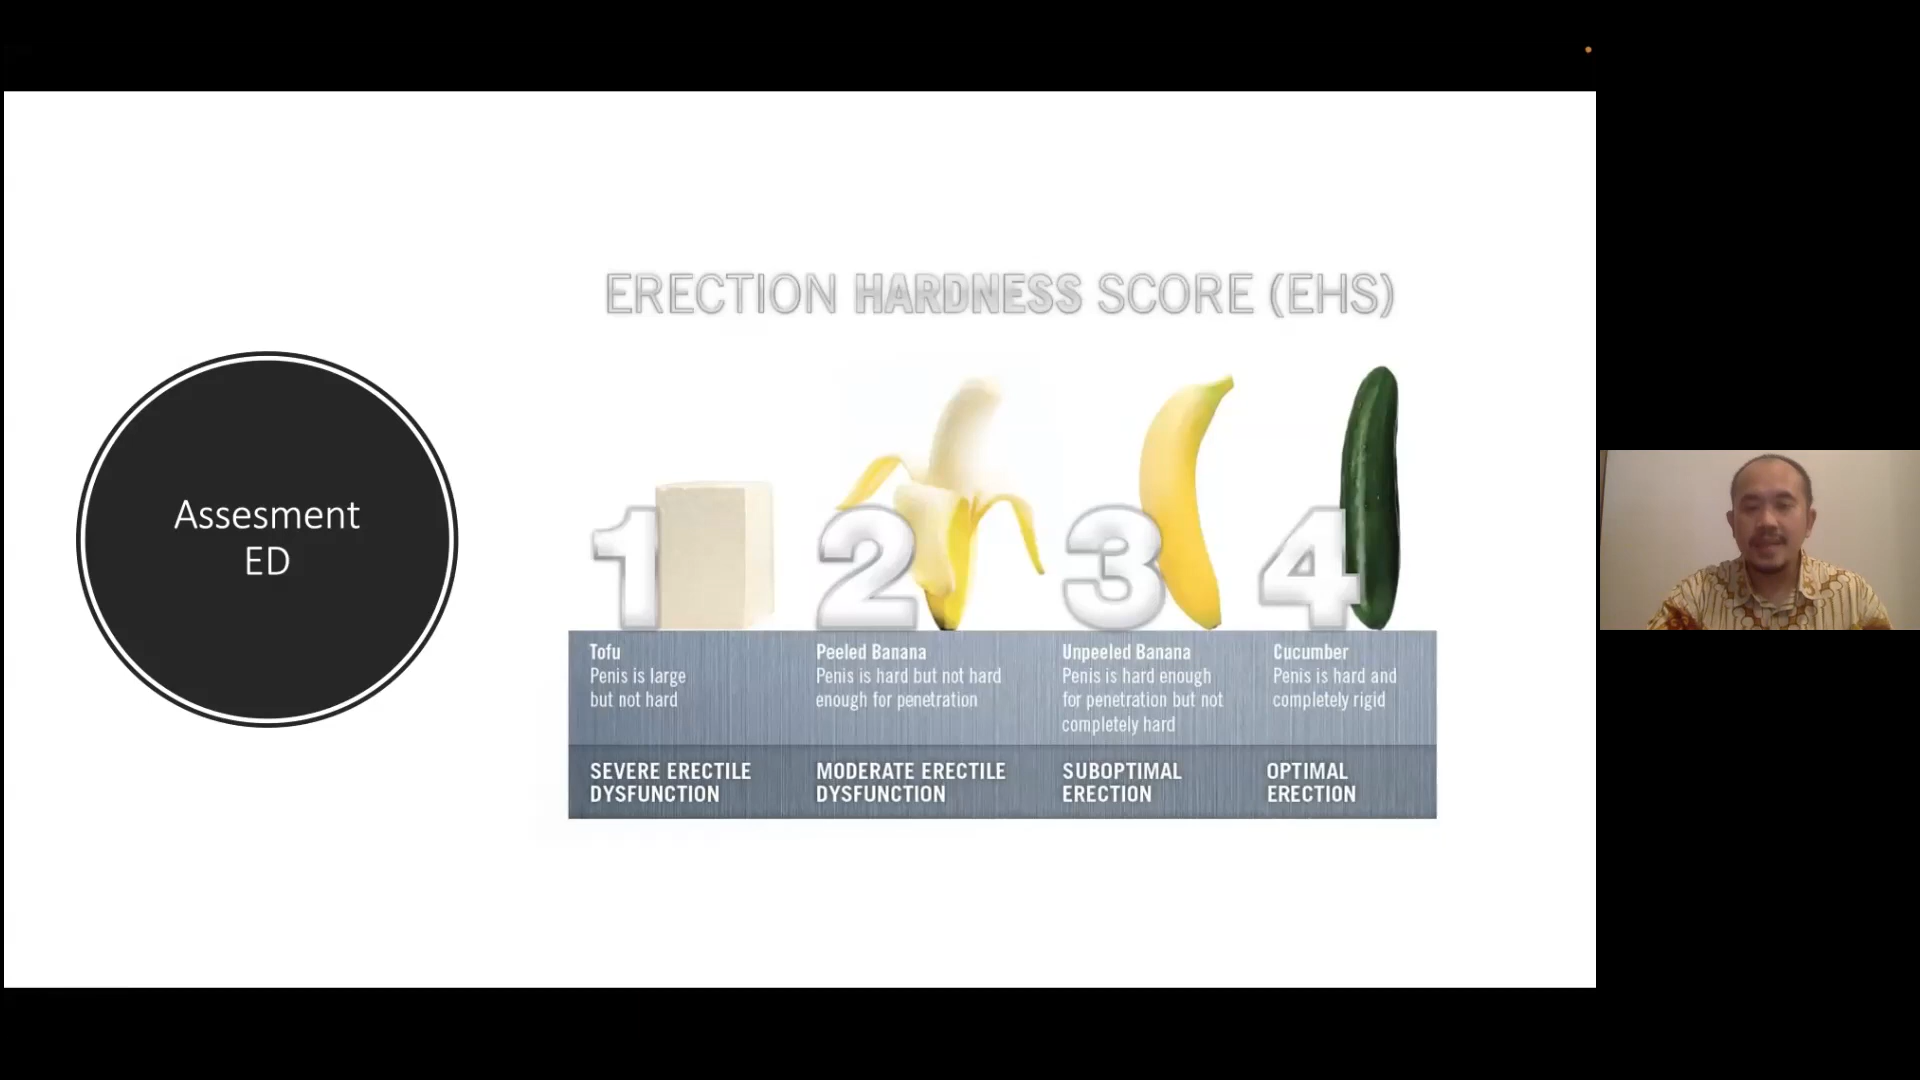 Assesment
ED
ERECTION HARDNESS SCORE (EHS)
1
2
3
4
Tofu
Penis is large
but not hard
Peeled Banana
Penis is hard but not hard
enough for penetration
Unpeeled Banana
Penis is hard enough
for penetration but not
completely hard
Cucumber
Penis is hard and
completely rigid
SEVERE ERECTILE
DYSFUNCTION
MODERATE ERECTILE
DYSFUNCTION
SUBOPTIMAL
ERECTION
OPTIMAL
ERECTION